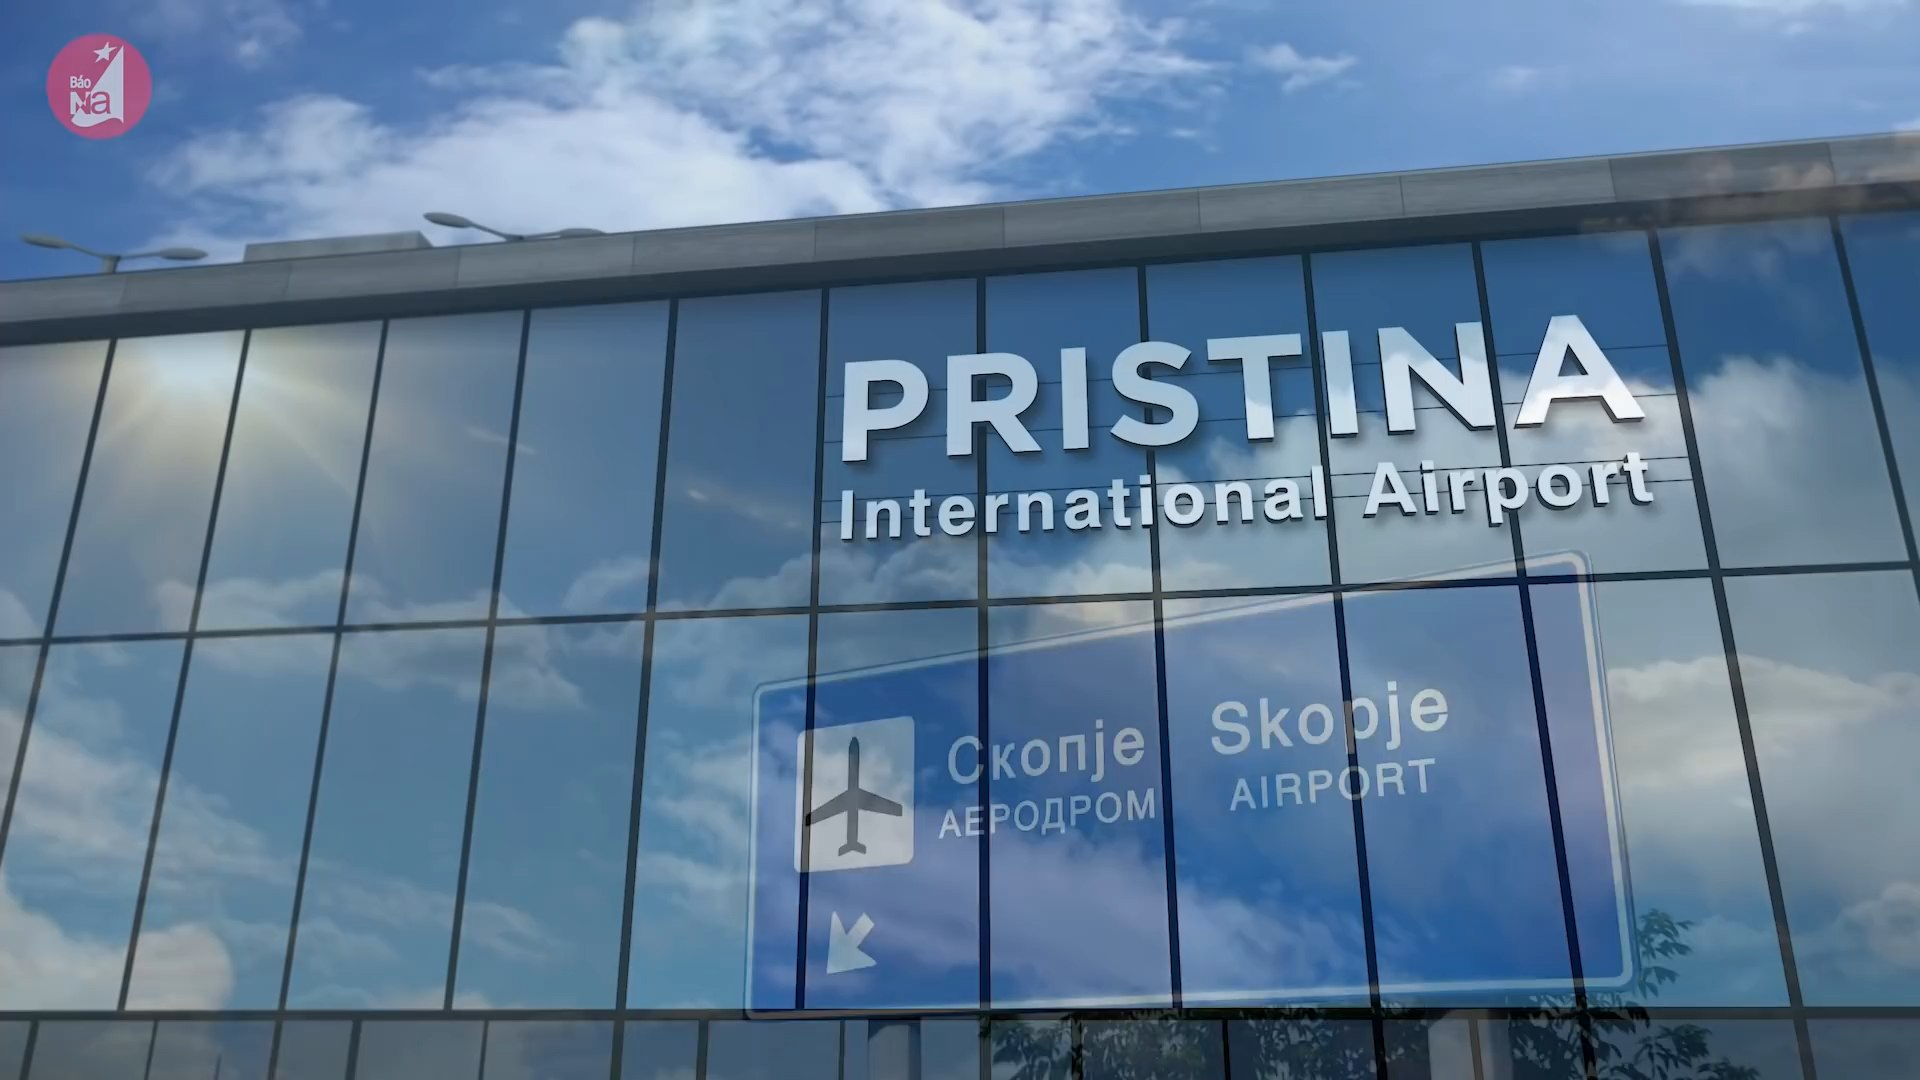 Báo
Na
PRISTINA
International Airport
Скопје
АЕРОДРОМ
Skopje
AIRPORT